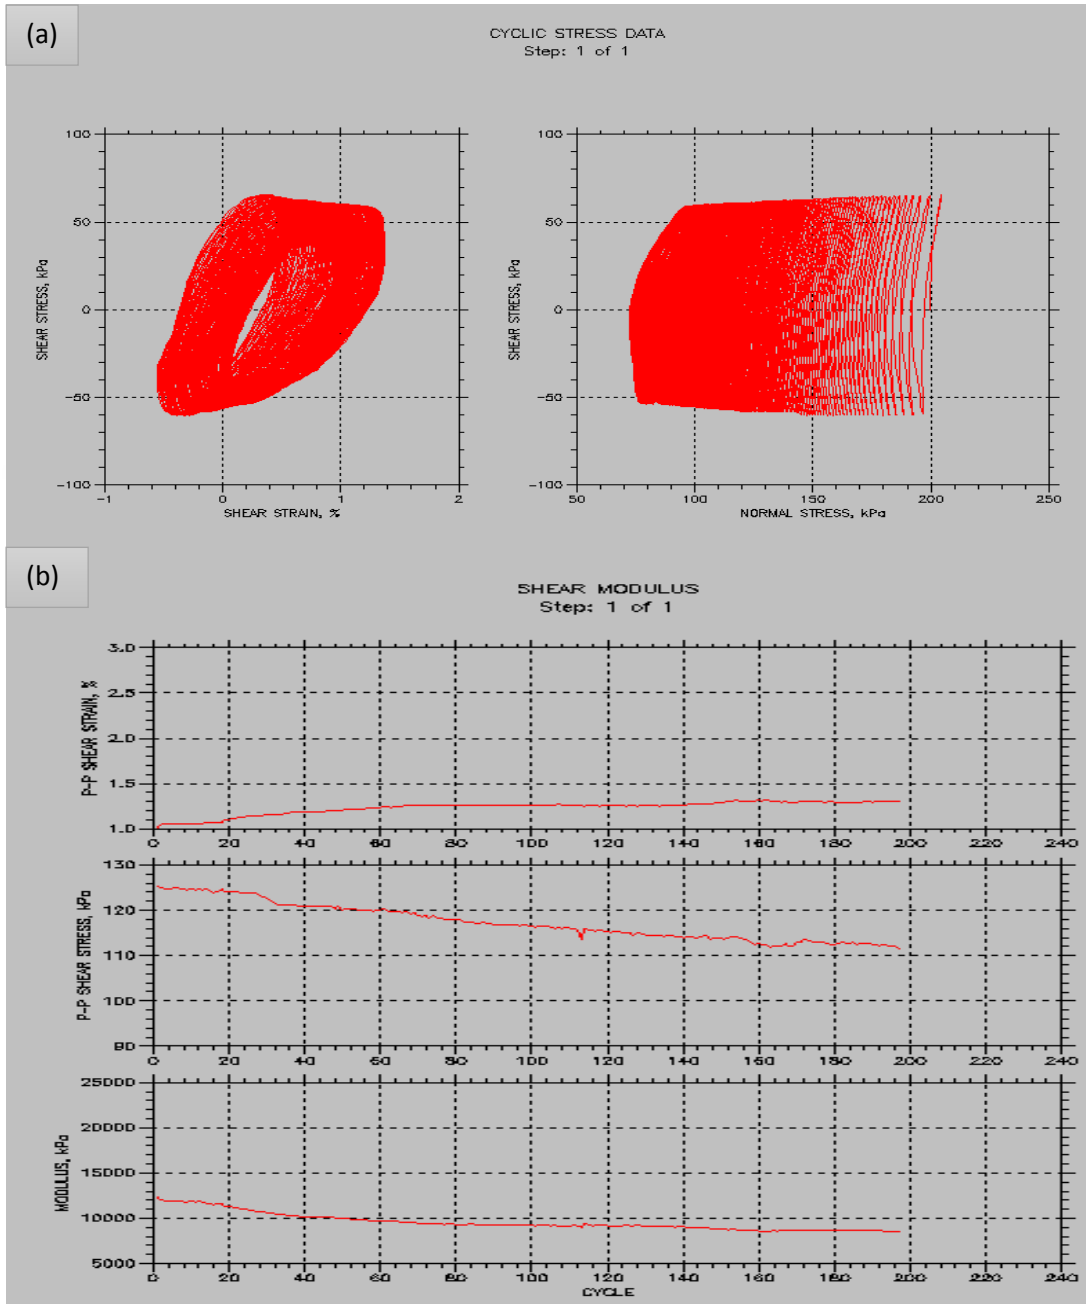 (a)
CYCLIC STRESS DATA
Step: 1 of 1
100
50
0
-50
-100
SHEAR STRESS, kPa
-1 0 1 2
SHEAR STRAIN, %
100
50
0
-50
-100
SHEAR STRESS, kPa
50 100 150 200 250
NORMAL STRESS, kPa
(b)
SHEAR MODULUS
Step: 1 of 1
3.0
2.5
2.0
1.5
1.0
P-P SHEAR STRAIN, %
0 20 40 60 80 100 120 140 160 180 200 220 240
130
120
110
100
90
P-P SHEAR STRESS, kPa
0 20 40 60 80 100 120 140 160 180 200 220 240
25000
20000
15000
10000
5000
MODULUS, kPa
0 20 40 60 80 100 120 140 160 180 200 220 240
CYCLE